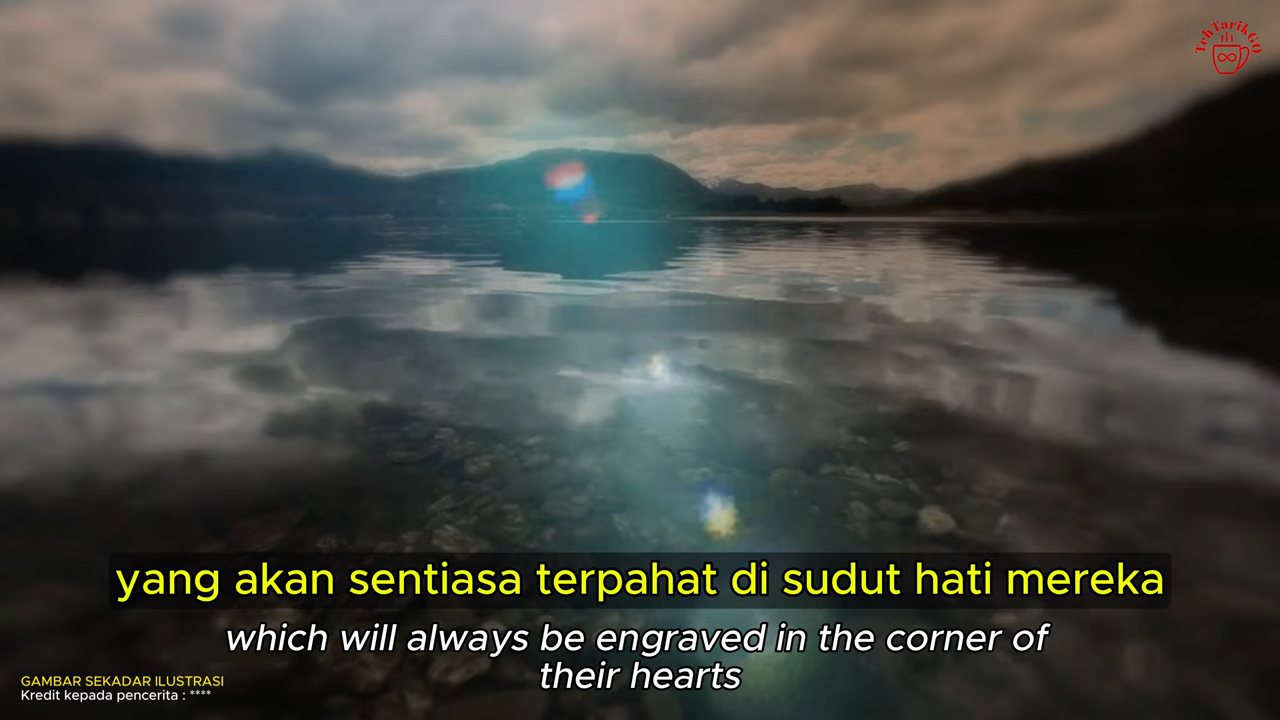 TehTarikGO
yang akan sentiasa terpahat di sudut hati mereka
which will always be engraved in the corner of
their hearts
GAMBAR SEKADAR ILUSTRASI
Kredit kepada pencerita : ****